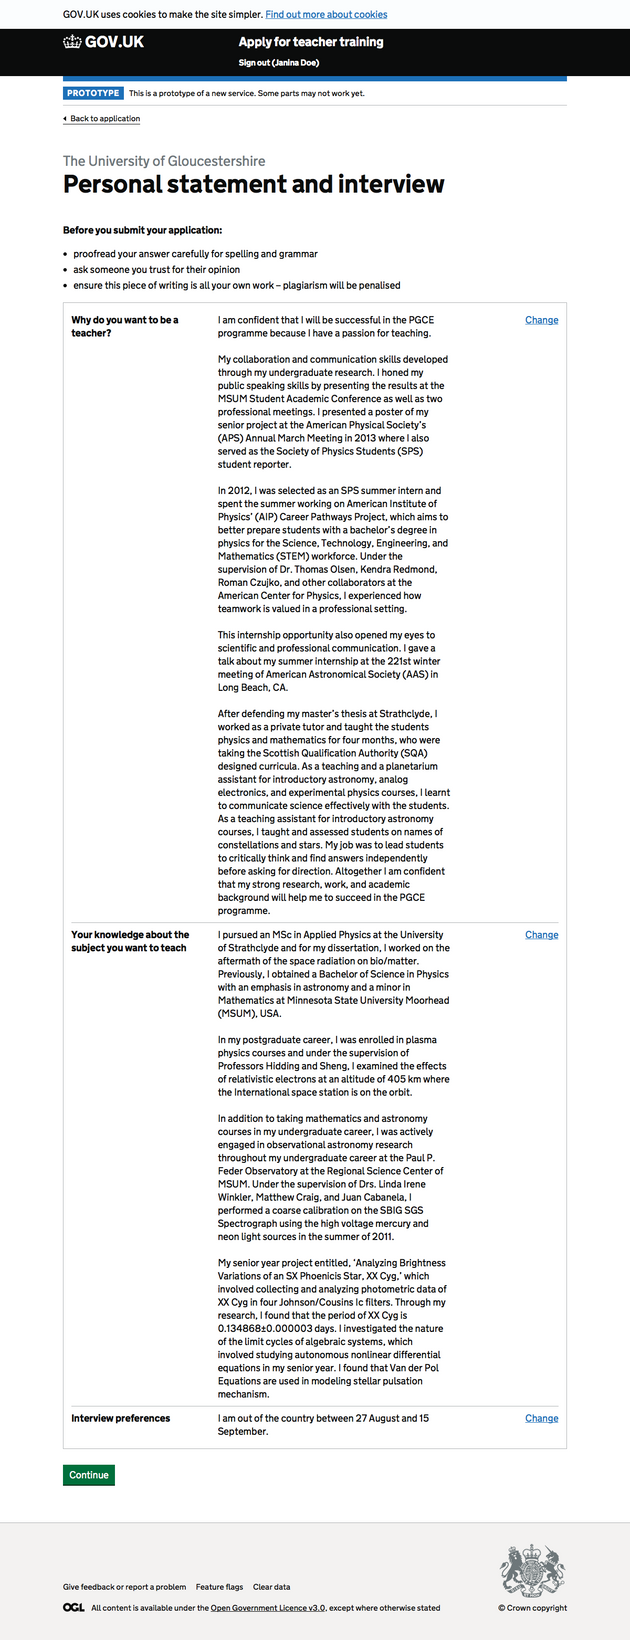 GOV.UK uses cookies to make the site simpler. Find out more about cookies
GOV.UK
Apply for teacher training
Sign out (Janina Doe)
PROTOTYPE This is a prototype of a new service. Some parts may not work yet.
Back to application
The University of Gloucestershire
Personal statement and interview
Before you submit your application:
• proofread your answer carefully for spelling and grammar
• ask someone you trust for their opinion
• ensure this piece of writing is all your own work – plagiarism will be penalised
Why do you want to be a
teacher?
I am confident that I will be successful in the PGCE
programme because I have a passion for teaching.
Change
My collaboration and communication skills developed
through my undergraduate research. I honed my
public speaking skills by presenting the results at the
MSUM Student Academic Conference as well as two
professional meetings. I presented a poster of my
senior project at the American Physical Society's
(APS) Annual March Meeting in 2013 where I also
served as the Society of Physics Students (SPS)
student reporter.
In 2012, I was selected as an SPS summer intern and
spent the summer working on American Institute of
Physics' (AIP) Career Pathways Project, which aims to
better prepare students with a bachelor's degree in
physics for the Science, Technology, Engineering, and
Mathematics (STEM) workforce. Under the
supervision of Dr. Thomas Olsen, Kendra Redmond,
Roman Czujko, and other collaborators at the
American Center for Physics, I experienced how
teamwork is valued in a professional setting.
This internship opportunity also opened my eyes to
scientific and professional communication. I gave a
talk about my summer internship at the 221st winter
meeting of American Astronomical Society (AAS) in
Long Beach, CA.
After defending my master's thesis at Strathclyde, I
worked as a private tutor and taught the students
physics and mathematics for four months, who were
taking the Scottish Qualification Authority (SQA)
designed curricula. As a teaching and a planetarium
assistant for introductory astronomy, analog
electronics, and experimental physics courses, I learnt
to communicate science effectively with the students.
As a teaching assistant for introductory astronomy
courses, I taught and assessed students on names of
constellations and stars. My job was to lead students
to critically think and find answers independently
before asking for direction. Altogether I am confident
that my strong research, work, and academic
background will help me to succeed in the PGCE
programme.
Your knowledge about the
subject you want to teach
I pursued an MSc in Applied Physics at the University
of Strathclyde and for my dissertation, I worked on the
aftermath of the space radiation on bio/matter.
Previously, I obtained a Bachelor of Science in Physics
with an emphasis in astronomy and a minor in
Mathematics at Minnesota State University Moorhead
(MSUM), USA.
Change
In my postgraduate career, I was enrolled in plasma
physics courses and under the supervision of
Professors Hidding and Sheng, I examined the effects
of relativistic electrons at an altitude of 405 km where
the International space station is on the orbit.
In addition to taking mathematics and astronomy
courses in my undergraduate career, I was actively
engaged in observational astronomy research
throughout my undergraduate career at the Paul P.
Feder Observatory at the Regional Science Center of
MSUM. Under the supervision of Drs. Linda Irene
Winkler, Matthew Craig, and Juan Cabanela, I
performed a coarse calibration on the SBIG SGS
Spectrograph using the high voltage mercury and
neon light sources in the summer of 2011.
My senior year project entitled, 'Analyzing Brightness
Variations of an SX Phoenicis Star, XX Cyg,' which
involved collecting and analyzing photometric data of
XX Cyg in four Johnson/Cousins Ic filters. Through my
research, I found that the period of XX Cyg is
0.134868±0.000003 days. I investigated the nature
of the limit cycles of algebraic systems, which
involved studying autonomous nonlinear differential
equations in my senior year. I found that Van der Pol
Equations are used in modeling stellar pulsation
mechanism.
Interview preferences
I am out of the country between 27 August and 15
September.
Change
Continue
Give feedback or report a problem Feature flags Clear data
OGL All content is available under the Open Government Licence v3.0, except where otherwise stated
© Crown copyright